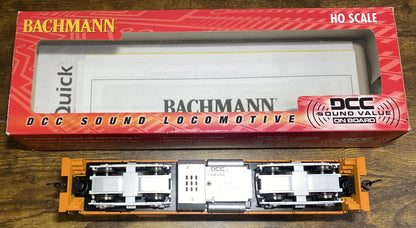 BACHMANN
HO SCALE
Quick
BACHMANN
DCC SOUND LOCOMOTIVE
DCC
SOUND VALUE
ON BOARD
DCC